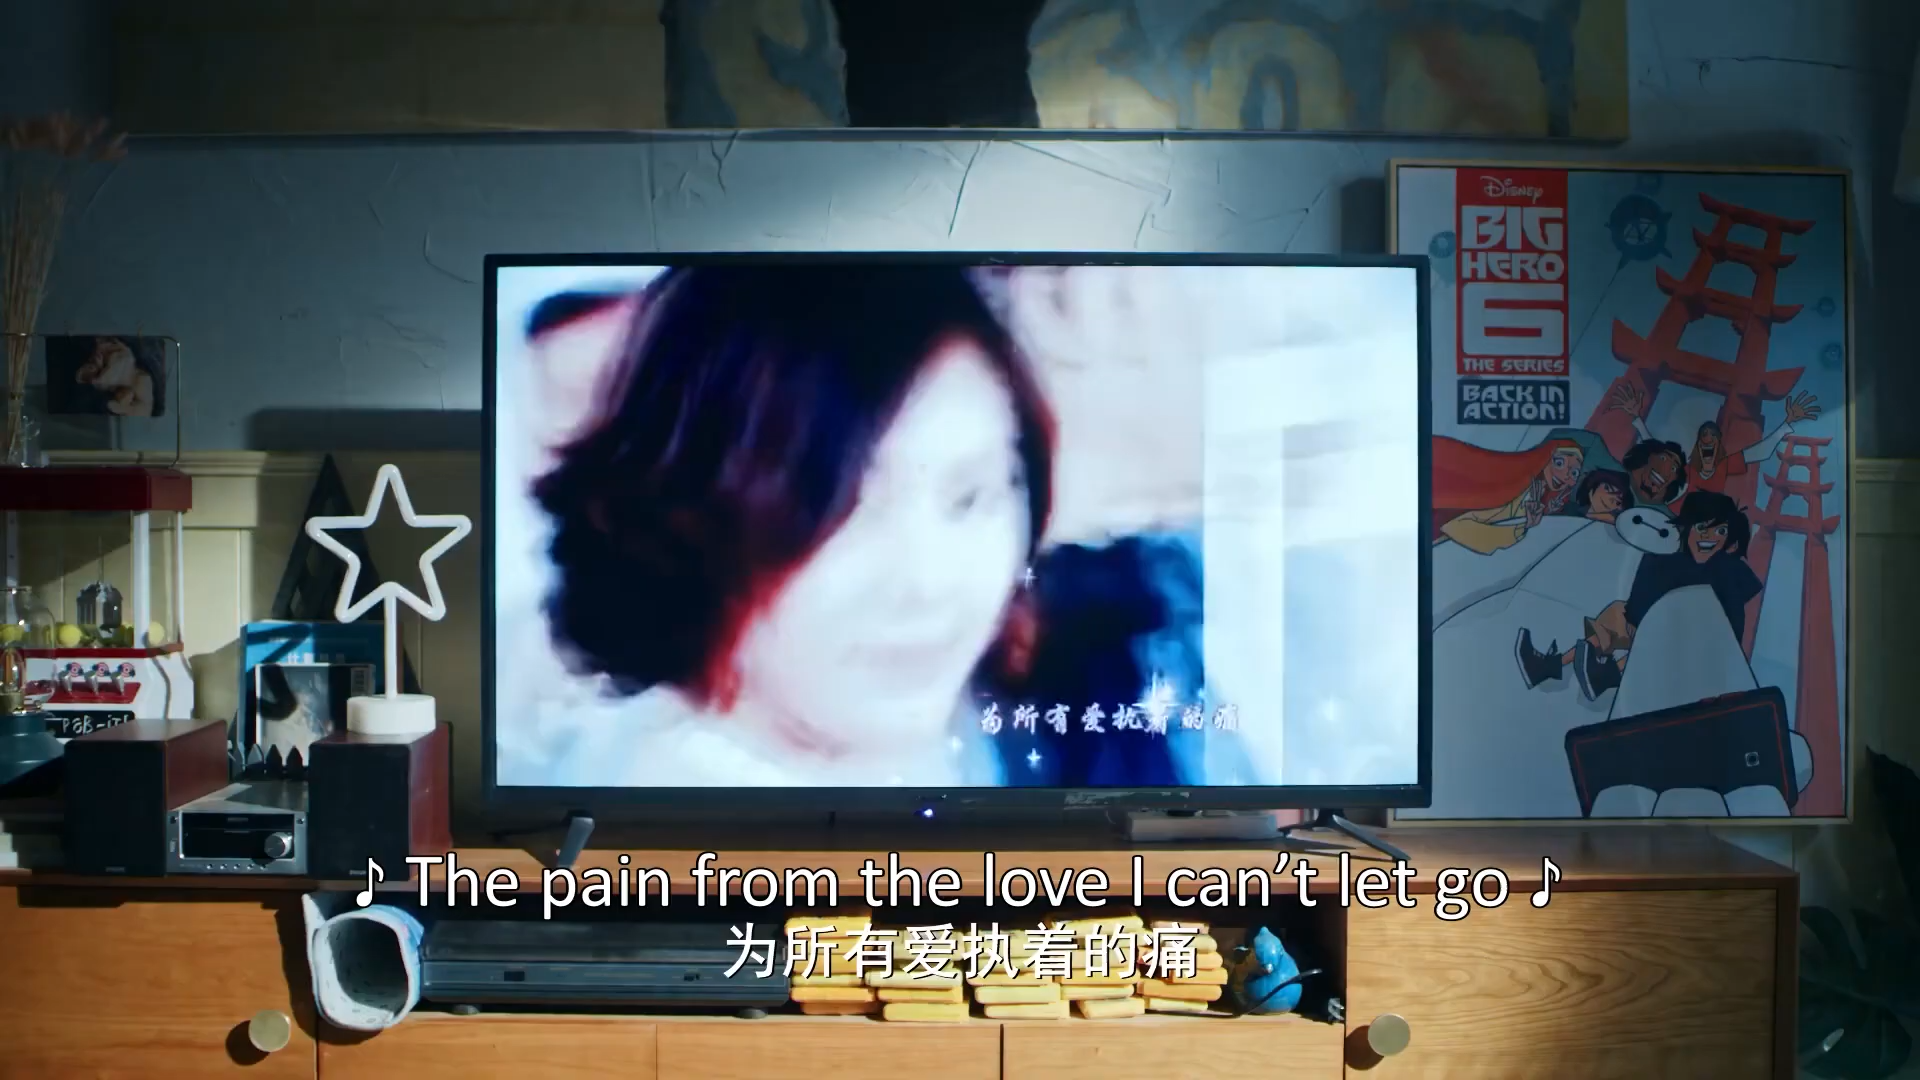 Disney
BIG
HERO
6
THE SERIES
BACK IN
ACTION!
为所有爱执着的痛
♪ The pain from the love I can't let go ♪
为所有爱执着的痛